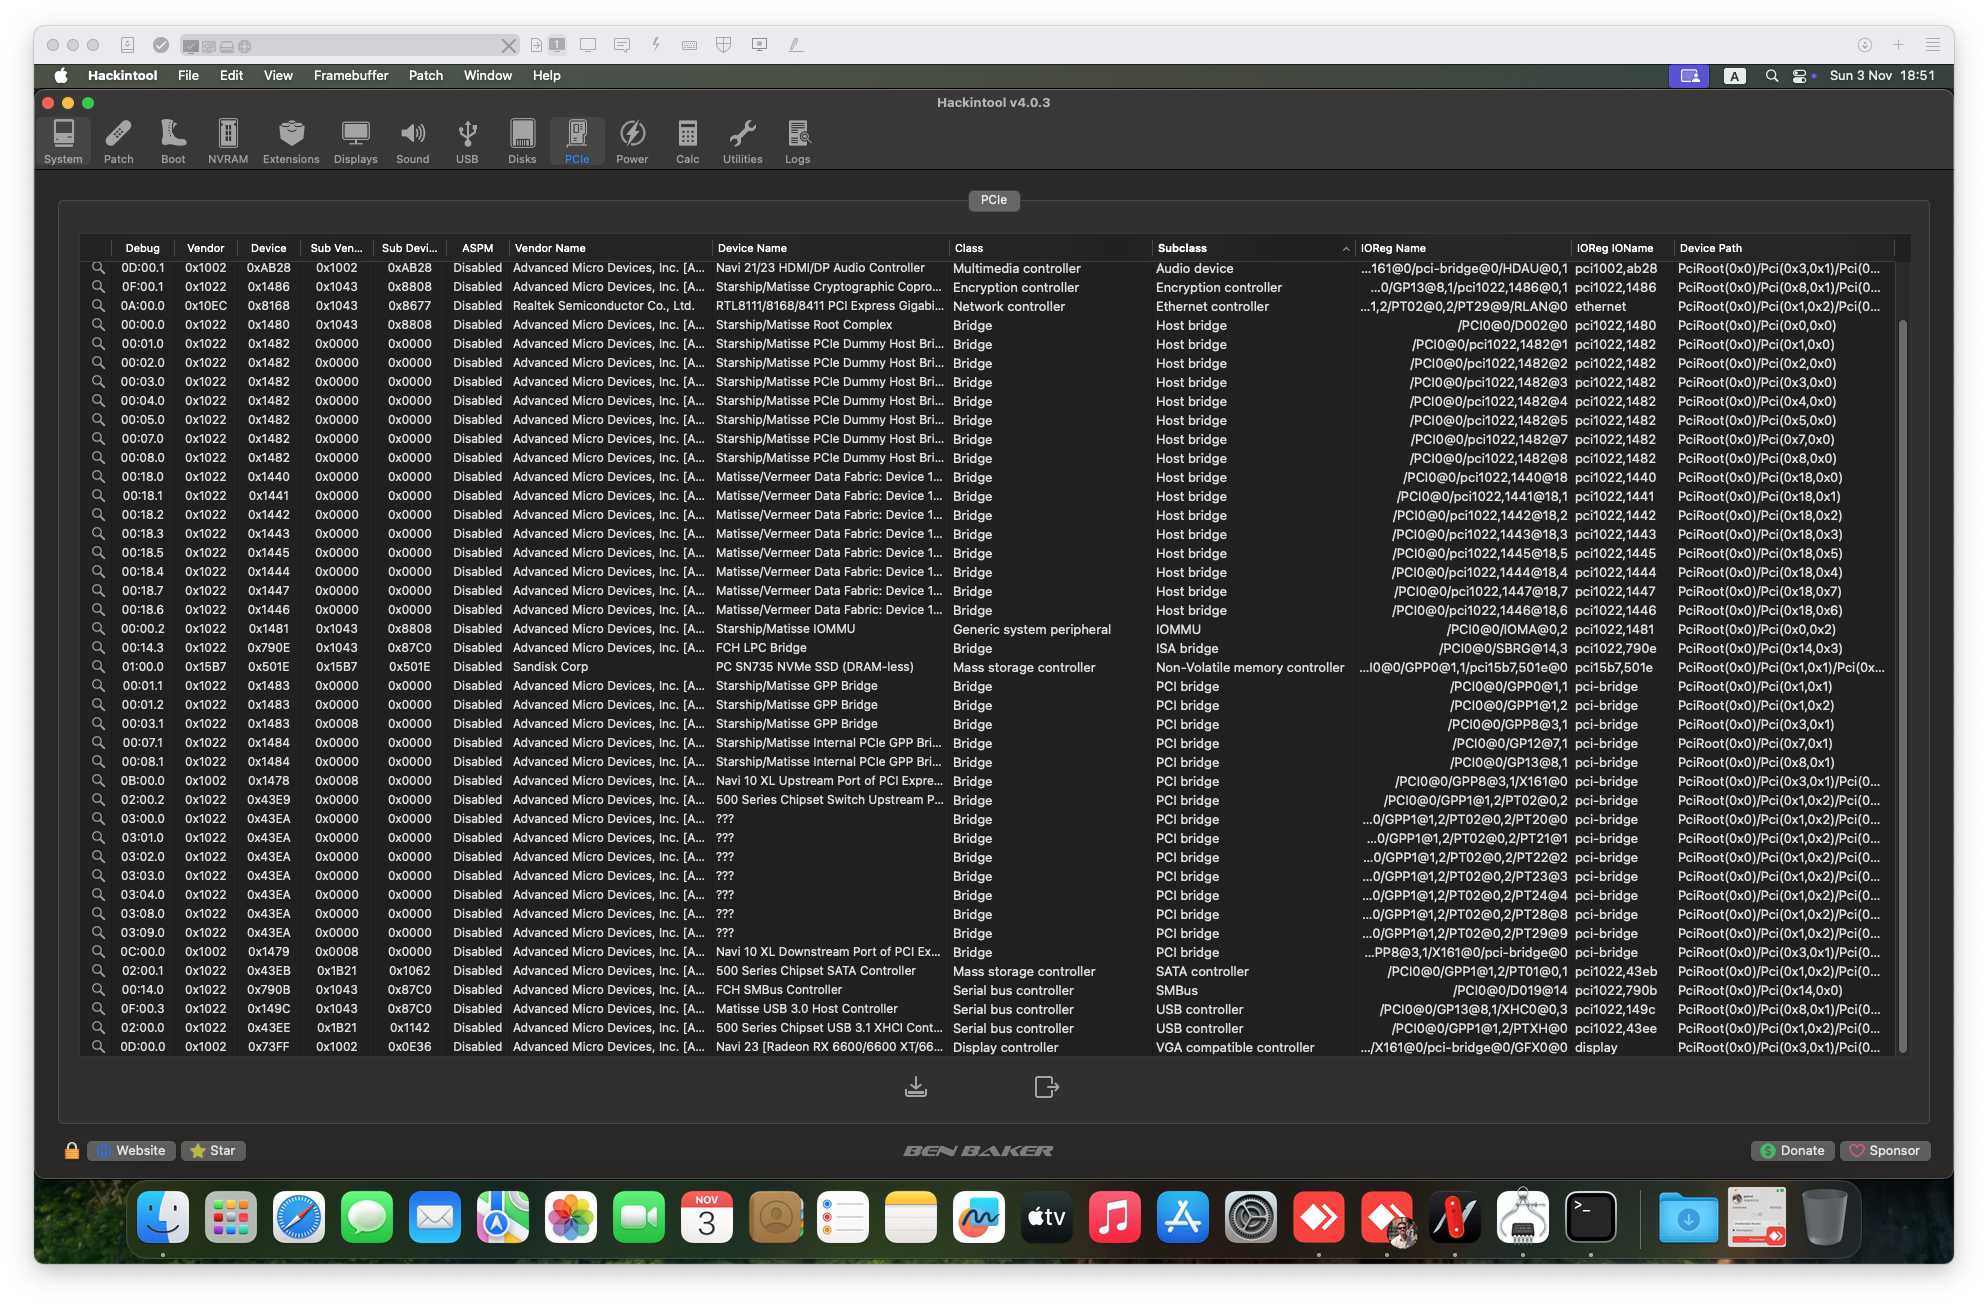 1
Hackintool File Edit View Framebuffer Patch Window Help A Sun 3 Nov 18:51
Hackintool v4.0.3
System Patch Boot NVRAM Extensions Displays Sound USB Disks PCIe Power Calc Utilities Logs
PCIe
Debug Vendor Device Sub Ven... Sub Devi... ASPM Vendor Name Device Name Class Subclass IOReg Name IOReg IOName Device Path
0D:00.1 0x1002 0xAB28 0x1002 0xAB28 Disabled Advanced Micro Devices, Inc. [A... Navi 21/23 HDMI/DP Audio Controller Multimedia controller Audio device ...161@0/pci-bridge@0/HDAU@0,1 pci1002,ab28 PciRoot(0x0)/Pci(0x3,0x1)/Pci(0...
0F:00.1 0x1022 0x1486 0x1043 0x8808 Disabled Advanced Micro Devices, Inc. [A... Starship/Matisse Cryptographic Copro... Encryption controller Encryption controller ...0/GP13@8,1/pci1022,1486@0,1 pci1022,1486 PciRoot(0x0)/Pci(0x8,0x1)/Pci(0...
0A:00.0 0x10EC 0x8168 0x1043 0x8677 Disabled Realtek Semiconductor Co., Ltd. RTL8111/8168/8411 PCI Express Gigabi... Network controller Ethernet controller ...1,2/PT02@0,2/PT29@9/RLAN@0 ethernet PciRoot(0x0)/Pci(0x1,0x2)/Pci(0...
00:00.0 0x1022 0x1480 0x1043 0x8808 Disabled Advanced Micro Devices, Inc. [A... Starship/Matisse Root Complex Bridge Host bridge /PCI0@0/D002@0 pci1022,1480 PciRoot(0x0)/Pci(0x0,0x0)
00:01.0 0x1022 0x1482 0x0000 0x0000 Disabled Advanced Micro Devices, Inc. [A... Starship/Matisse PCIe Dummy Host Bri... Bridge Host bridge /PCI0@0/pci1022,1482@1 pci1022,1482 PciRoot(0x0)/Pci(0x1,0x0)
00:02.0 0x1022 0x1482 0x0000 0x0000 Disabled Advanced Micro Devices, Inc. [A... Starship/Matisse PCIe Dummy Host Bri... Bridge Host bridge /PCI0@0/pci1022,1482@2 pci1022,1482 PciRoot(0x0)/Pci(0x2,0x0)
00:03.0 0x1022 0x1482 0x0000 0x0000 Disabled Advanced Micro Devices, Inc. [A... Starship/Matisse PCIe Dummy Host Bri... Bridge Host bridge /PCI0@0/pci1022,1482@3 pci1022,1482 PciRoot(0x0)/Pci(0x3,0x0)
00:04.0 0x1022 0x1482 0x0000 0x0000 Disabled Advanced Micro Devices, Inc. [A... Starship/Matisse PCIe Dummy Host Bri... Bridge Host bridge /PCI0@0/pci1022,1482@4 pci1022,1482 PciRoot(0x0)/Pci(0x4,0x0)
00:05.0 0x1022 0x1482 0x0000 0x0000 Disabled Advanced Micro Devices, Inc. [A... Starship/Matisse PCIe Dummy Host Bri... Bridge Host bridge /PCI0@0/pci1022,1482@5 pci1022,1482 PciRoot(0x0)/Pci(0x5,0x0)
00:07.0 0x1022 0x1482 0x0000 0x0000 Disabled Advanced Micro Devices, Inc. [A... Starship/Matisse PCIe Dummy Host Bri... Bridge Host bridge /PCI0@0/pci1022,1482@7 pci1022,1482 PciRoot(0x0)/Pci(0x7,0x0)
00:08.0 0x1022 0x1482 0x0000 0x0000 Disabled Advanced Micro Devices, Inc. [A... Starship/Matisse PCIe Dummy Host Bri... Bridge Host bridge /PCI0@0/pci1022,1482@8 pci1022,1482 PciRoot(0x0)/Pci(0x8,0x0)
00:18.0 0x1022 0x1440 0x0000 0x0000 Disabled Advanced Micro Devices, Inc. [A... Matisse/Vermeer Data Fabric: Device 1... Bridge Host bridge /PCI0@0/pci1022,1440@18 pci1022,1440 PciRoot(0x0)/Pci(0x18,0x0)
00:18.1 0x1022 0x1441 0x0000 0x0000 Disabled Advanced Micro Devices, Inc. [A... Matisse/Vermeer Data Fabric: Device 1... Bridge Host bridge /PCI0@0/pci1022,1441@18,1 pci1022,1441 PciRoot(0x0)/Pci(0x18,0x1)
00:18.2 0x1022 0x1442 0x0000 0x0000 Disabled Advanced Micro Devices, Inc. [A... Matisse/Vermeer Data Fabric: Device 1... Bridge Host bridge /PCI0@0/pci1022,1442@18,2 pci1022,1442 PciRoot(0x0)/Pci(0x18,0x2)
00:18.3 0x1022 0x1443 0x0000 0x0000 Disabled Advanced Micro Devices, Inc. [A... Matisse/Vermeer Data Fabric: Device 1... Bridge Host bridge /PCI0@0/pci1022,1443@18,3 pci1022,1443 PciRoot(0x0)/Pci(0x18,0x3)
00:18.5 0x1022 0x1445 0x0000 0x0000 Disabled Advanced Micro Devices, Inc. [A... Matisse/Vermeer Data Fabric: Device 1... Bridge Host bridge /PCI0@0/pci1022,1445@18,5 pci1022,1445 PciRoot(0x0)/Pci(0x18,0x5)
00:18.4 0x1022 0x1444 0x0000 0x0000 Disabled Advanced Micro Devices, Inc. [A... Matisse/Vermeer Data Fabric: Device 1... Bridge Host bridge /PCI0@0/pci1022,1444@18,4 pci1022,1444 PciRoot(0x0)/Pci(0x18,0x4)
00:18.7 0x1022 0x1447 0x0000 0x0000 Disabled Advanced Micro Devices, Inc. [A... Matisse/Vermeer Data Fabric: Device 1... Bridge Host bridge /PCI0@0/pci1022,1447@18,7 pci1022,1447 PciRoot(0x0)/Pci(0x18,0x7)
00:18.6 0x1022 0x1446 0x0000 0x0000 Disabled Advanced Micro Devices, Inc. [A... Matisse/Vermeer Data Fabric: Device 1... Bridge Host bridge /PCI0@0/pci1022,1446@18,6 pci1022,1446 PciRoot(0x0)/Pci(0x18,0x6)
00:00.2 0x1022 0x1481 0x1043 0x8808 Disabled Advanced Micro Devices, Inc. [A... Starship/Matisse IOMMU Generic system peripheral IOMMU /PCI0@0/IOMA@0,2 pci1022,1481 PciRoot(0x0)/Pci(0x0,0x2)
00:14.3 0x1022 0x790E 0x1043 0x87C0 Disabled Advanced Micro Devices, Inc. [A... FCH LPC Bridge Bridge ISA bridge /PCI0@0/SBRG@14,3 pci1022,790e PciRoot(0x0)/Pci(0x14,0x3)
01:00.0 0x15B7 0x501E 0x15B7 0x501E Disabled Sandisk Corp PC SN735 NVMe SSD (DRAM-less) Mass storage controller Non-Volatile memory controller ...I0@0/GPP0@1,1/pci15b7,501e@0 pci15b7,501e PciRoot(0x0)/Pci(0x1,0x1)/Pci(0x...
00:01.1 0x1022 0x1483 0x0000 0x0000 Disabled Advanced Micro Devices, Inc. [A... Starship/Matisse GPP Bridge Bridge PCI bridge /PCI0@0/GPP0@1,1 pci-bridge PciRoot(0x0)/Pci(0x1,0x1)
00:01.2 0x1022 0x1483 0x0000 0x0000 Disabled Advanced Micro Devices, Inc. [A... Starship/Matisse GPP Bridge Bridge PCI bridge /PCI0@0/GPP1@1,2 pci-bridge PciRoot(0x0)/Pci(0x1,0x2)
00:03.1 0x1022 0x1483 0x0008 0x0000 Disabled Advanced Micro Devices, Inc. [A... Starship/Matisse GPP Bridge Bridge PCI bridge /PCI0@0/GPP8@3,1 pci-bridge PciRoot(0x0)/Pci(0x3,0x1)
00:07.1 0x1022 0x1484 0x0000 0x0000 Disabled Advanced Micro Devices, Inc. [A... Starship/Matisse Internal PCIe GPP Bri... Bridge PCI bridge /PCI0@0/GP12@7,1 pci-bridge PciRoot(0x0)/Pci(0x7,0x1)
00:08.1 0x1022 0x1484 0x0000 0x0000 Disabled Advanced Micro Devices, Inc. [A... Starship/Matisse Internal PCIe GPP Bri... Bridge PCI bridge /PCI0@0/GP13@8,1 pci-bridge PciRoot(0x0)/Pci(0x8,0x1)
0B:00.0 0x1002 0x1478 0x0008 0x0000 Disabled Advanced Micro Devices, Inc. [A... Navi 10 XL Upstream Port of PCI Expre... Bridge PCI bridge /PCI0@0/GPP8@3,1/X161@0 pci-bridge PciRoot(0x0)/Pci(0x3,0x1)/Pci(0...
02:00.2 0x1022 0x43E9 0x0000 0x0000 Disabled Advanced Micro Devices, Inc. [A... 500 Series Chipset Switch Upstream P... Bridge PCI bridge /PCI0@0/GPP1@1,2/PT02@0,2 pci-bridge PciRoot(0x0)/Pci(0x1,0x2)/Pci(0...
03:00.0 0x1022 0x43EA 0x0000 0x0000 Disabled Advanced Micro Devices, Inc. [A... ??? Bridge PCI bridge ...0/GPP1@1,2/PT02@0,2/PT20@0 pci-bridge PciRoot(0x0)/Pci(0x1,0x2)/Pci(0...
03:01.0 0x1022 0x43EA 0x0000 0x0000 Disabled Advanced Micro Devices, Inc. [A... ??? Bridge PCI bridge ...0/GPP1@1,2/PT02@0,2/PT21@1 pci-bridge PciRoot(0x0)/Pci(0x1,0x2)/Pci(0...
03:02.0 0x1022 0x43EA 0x0000 0x0000 Disabled Advanced Micro Devices, Inc. [A... ??? Bridge PCI bridge ...0/GPP1@1,2/PT02@0,2/PT22@2 pci-bridge PciRoot(0x0)/Pci(0x1,0x2)/Pci(0...
03:03.0 0x1022 0x43EA 0x0000 0x0000 Disabled Advanced Micro Devices, Inc. [A... ??? Bridge PCI bridge ...0/GPP1@1,2/PT02@0,2/PT23@3 pci-bridge PciRoot(0x0)/Pci(0x1,0x2)/Pci(0...
03:04.0 0x1022 0x43EA 0x0000 0x0000 Disabled Advanced Micro Devices, Inc. [A... ??? Bridge PCI bridge ...0/GPP1@1,2/PT02@0,2/PT24@4 pci-bridge PciRoot(0x0)/Pci(0x1,0x2)/Pci(0...
03:08.0 0x1022 0x43EA 0x0000 0x0000 Disabled Advanced Micro Devices, Inc. [A... ??? Bridge PCI bridge ...0/GPP1@1,2/PT02@0,2/PT28@8 pci-bridge PciRoot(0x0)/Pci(0x1,0x2)/Pci(0...
03:09.0 0x1022 0x43EA 0x0000 0x0000 Disabled Advanced Micro Devices, Inc. [A... ??? Bridge PCI bridge ...0/GPP1@1,2/PT02@0,2/PT29@9 pci-bridge PciRoot(0x0)/Pci(0x1,0x2)/Pci(0...
0C:00.0 0x1002 0x1479 0x0008 0x0000 Disabled Advanced Micro Devices, Inc. [A... Navi 10 XL Downstream Port of PCI Ex... Bridge PCI bridge ...PP8@3,1/X161@0/pci-bridge@0 pci-bridge PciRoot(0x0)/Pci(0x3,0x1)/Pci(0...
02:00.1 0x1022 0x43EB 0x1B21 0x1062 Disabled Advanced Micro Devices, Inc. [A... 500 Series Chipset SATA Controller Mass storage controller SATA controller /PCI0@0/GPP1@1,2/PT01@0,1 pci1022,43eb PciRoot(0x0)/Pci(0x1,0x2)/Pci(0...
00:14.0 0x1022 0x790B 0x1043 0x87C0 Disabled Advanced Micro Devices, Inc. [A... FCH SMBus Controller Serial bus controller SMBus /PCI0@0/D019@14 pci1022,790b PciRoot(0x0)/Pci(0x14,0x0)
0F:00.3 0x1022 0x149C 0x1043 0x87C0 Disabled Advanced Micro Devices, Inc. [A... Matisse USB 3.0 Host Controller Serial bus controller USB controller /PCI0@0/GP13@8,1/XHC0@0,3 pci1022,149c PciRoot(0x0)/Pci(0x8,0x1)/Pci(0...
02:00.0 0x1022 0x43EE 0x1B21 0x1142 Disabled Advanced Micro Devices, Inc. [A... 500 Series Chipset USB 3.1 XHCI Cont... Serial bus controller USB controller /PCI0@0/GPP1@1,2/PTXH@0 pci1022,43ee PciRoot(0x0)/Pci(0x1,0x2)/Pci(0...
0D:00.0 0x1002 0x73FF 0x1002 0x0E36 Disabled Advanced Micro Devices, Inc. [A... Navi 23 [Radeon RX 6600/6600 XT/66... Display controller VGA compatible controller .../X161@0/pci-bridge@0/GFX0@0 display PciRoot(0x0)/Pci(0x3,0x1)/Pci(0...
Website Star BEN BAKER Donate Sponsor
NOV
3
tv
>_